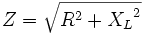 Z = √(R² + X_L²)